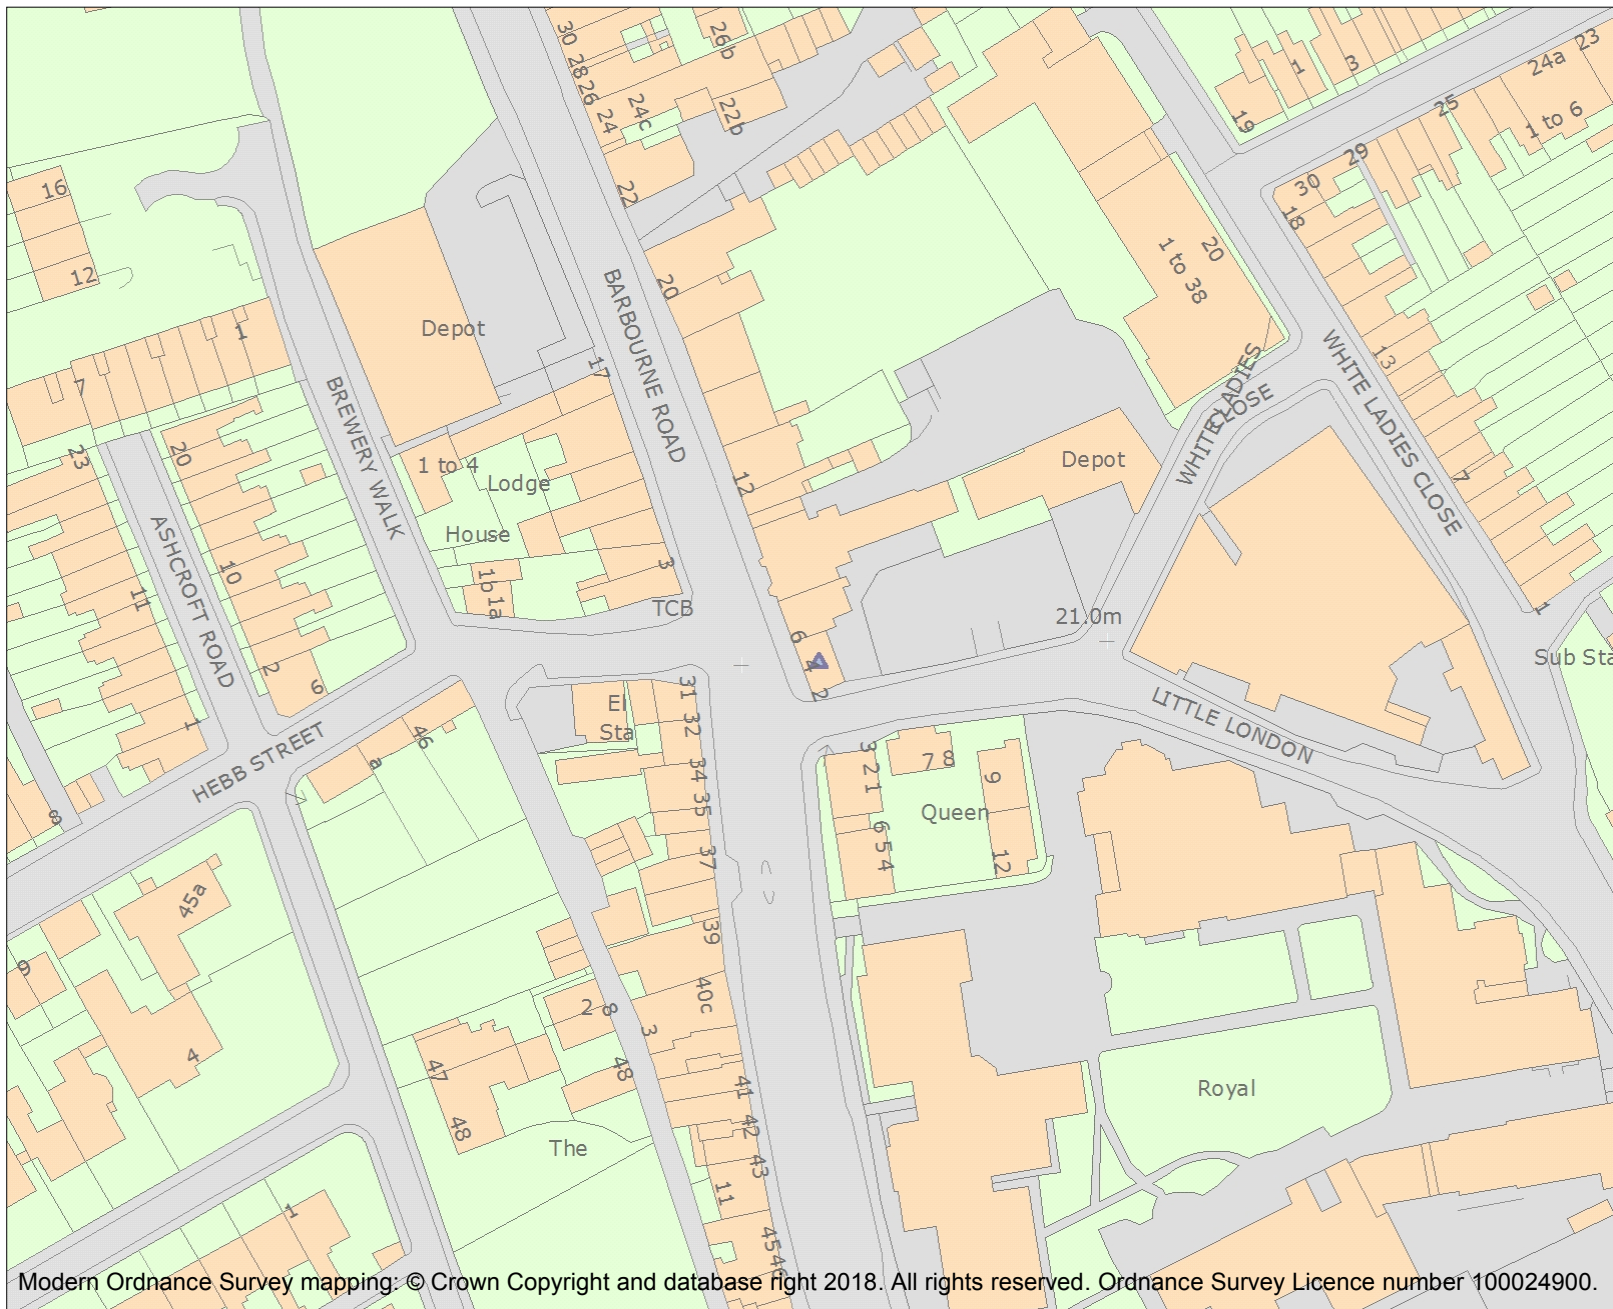 30
28
26
24
24c
26b
22b
22
19
1
3
25
24a
23
1 to 6
29
30
18
16
12
20
1 to 38
20
Depot
17
BARBOURNE ROAD
1
7
BREWERY WALK
WHITE LADIES CLOSE
13
WHITE LADIES CLOSE
23
20
1 to 4
Lodge
House
12
Depot
7
ASHCROFT ROAD
10
11
1b
1a
3
TCB
21.0m
1
6
4
2
Sub Sta
2
6
1
HEBB STREET
46
a
El
Sta
31
32
34
35
37
LITTLE LONDON
3
2
1
7 8
9
Queen
6
5
4
12
8
45a
39
9
40c
2
8
3
4
47
48
48
41
Royal
42
The
43
11
1
45
46
Modern Ordnance Survey mapping: © Crown Copyright and database right 2018. All rights reserved. Ordnance Survey Licence number 100024900.